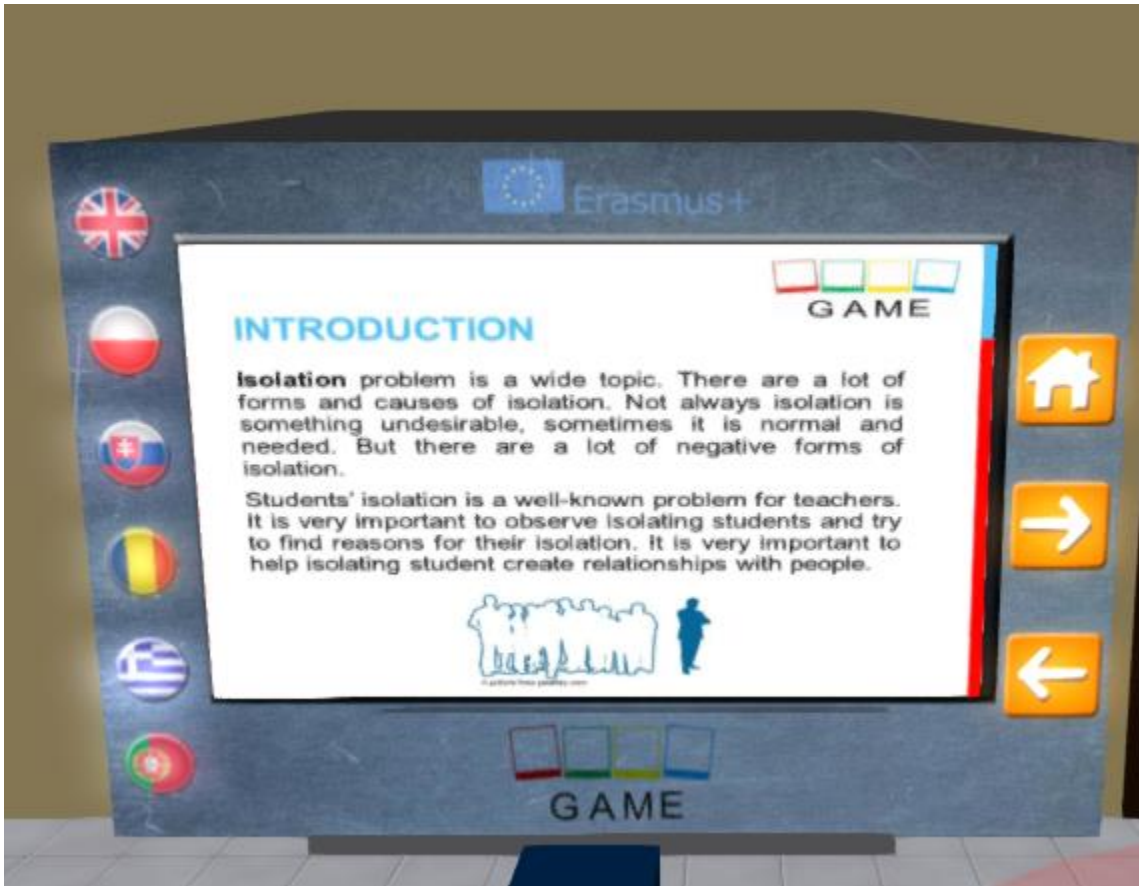 Erasmus+
GAME
INTRODUCTION
Isolation problem is a wide topic. There are a lot of
forms and causes of isolation. Not always isolation is
something undesirable, sometimes it is normal and
needed. But there are a lot of negative forms of
isolation.
Students' isolation is a well-known problem for teachers.
It is very important to observe isolating students and try
to find reasons for their isolation. It is very important to
help isolating student create relationships with people.
GAME